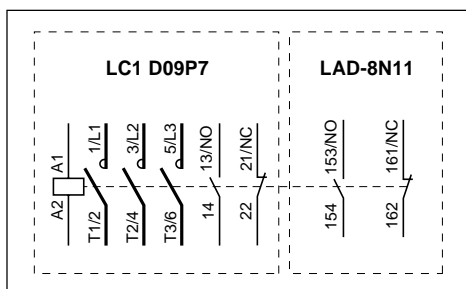 LC1 D09P7 LAD-8N11
A1 1/L1 3/L2 5/L3 13/NO 21/NC 153/NO 161/NC
A2 T1/2 T2/4 T3/6 14 22 154 162